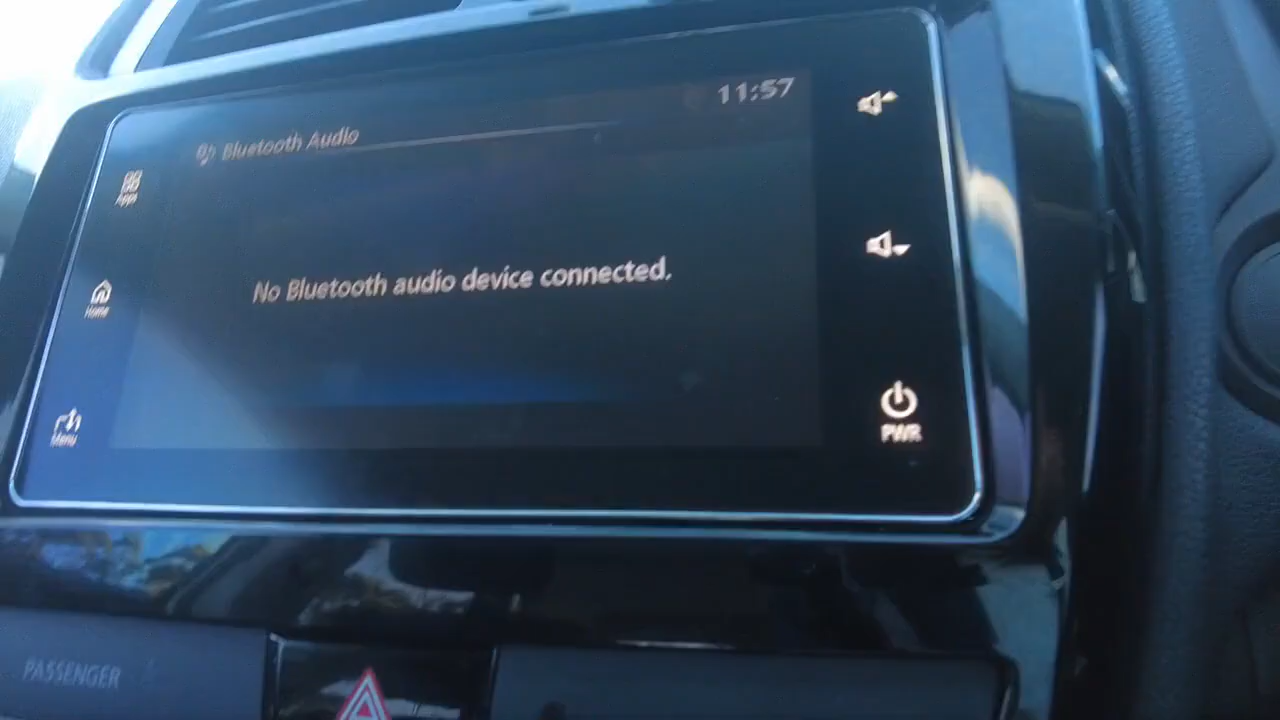 11:57
Bluetooth Audio
Apps
No Bluetooth audio device connected.
Home
PWR
Menu
PASSENGER